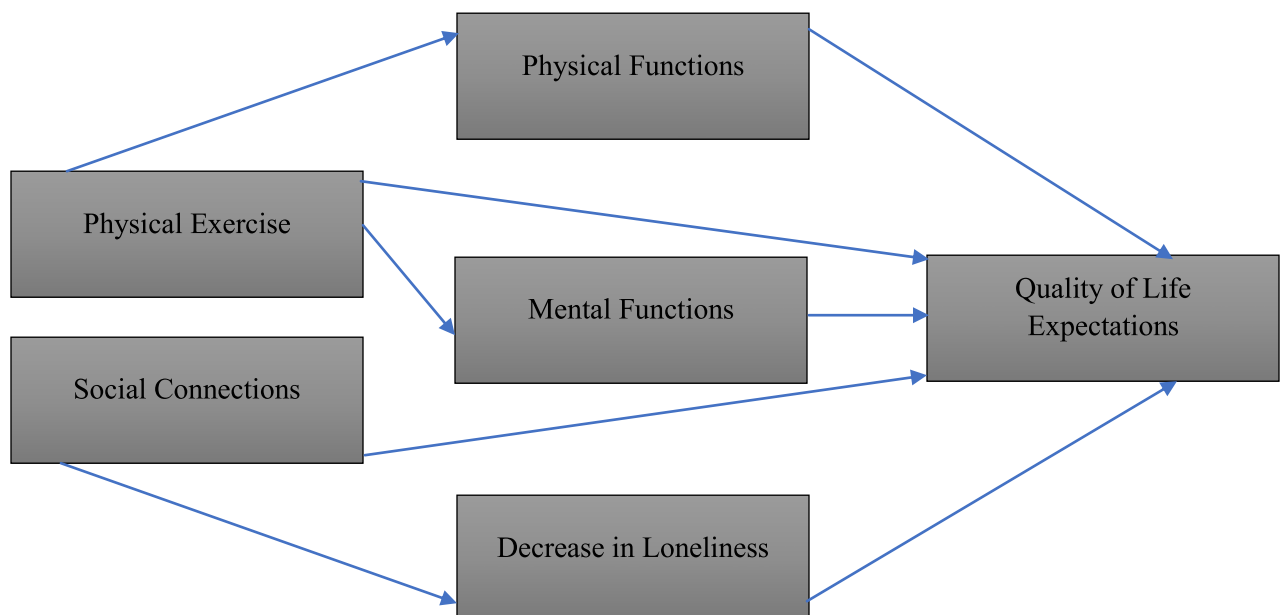 Physical Functions
Physical Exercise
Mental Functions
Quality of Life
Expectations
Social Connections
Decrease in Loneliness